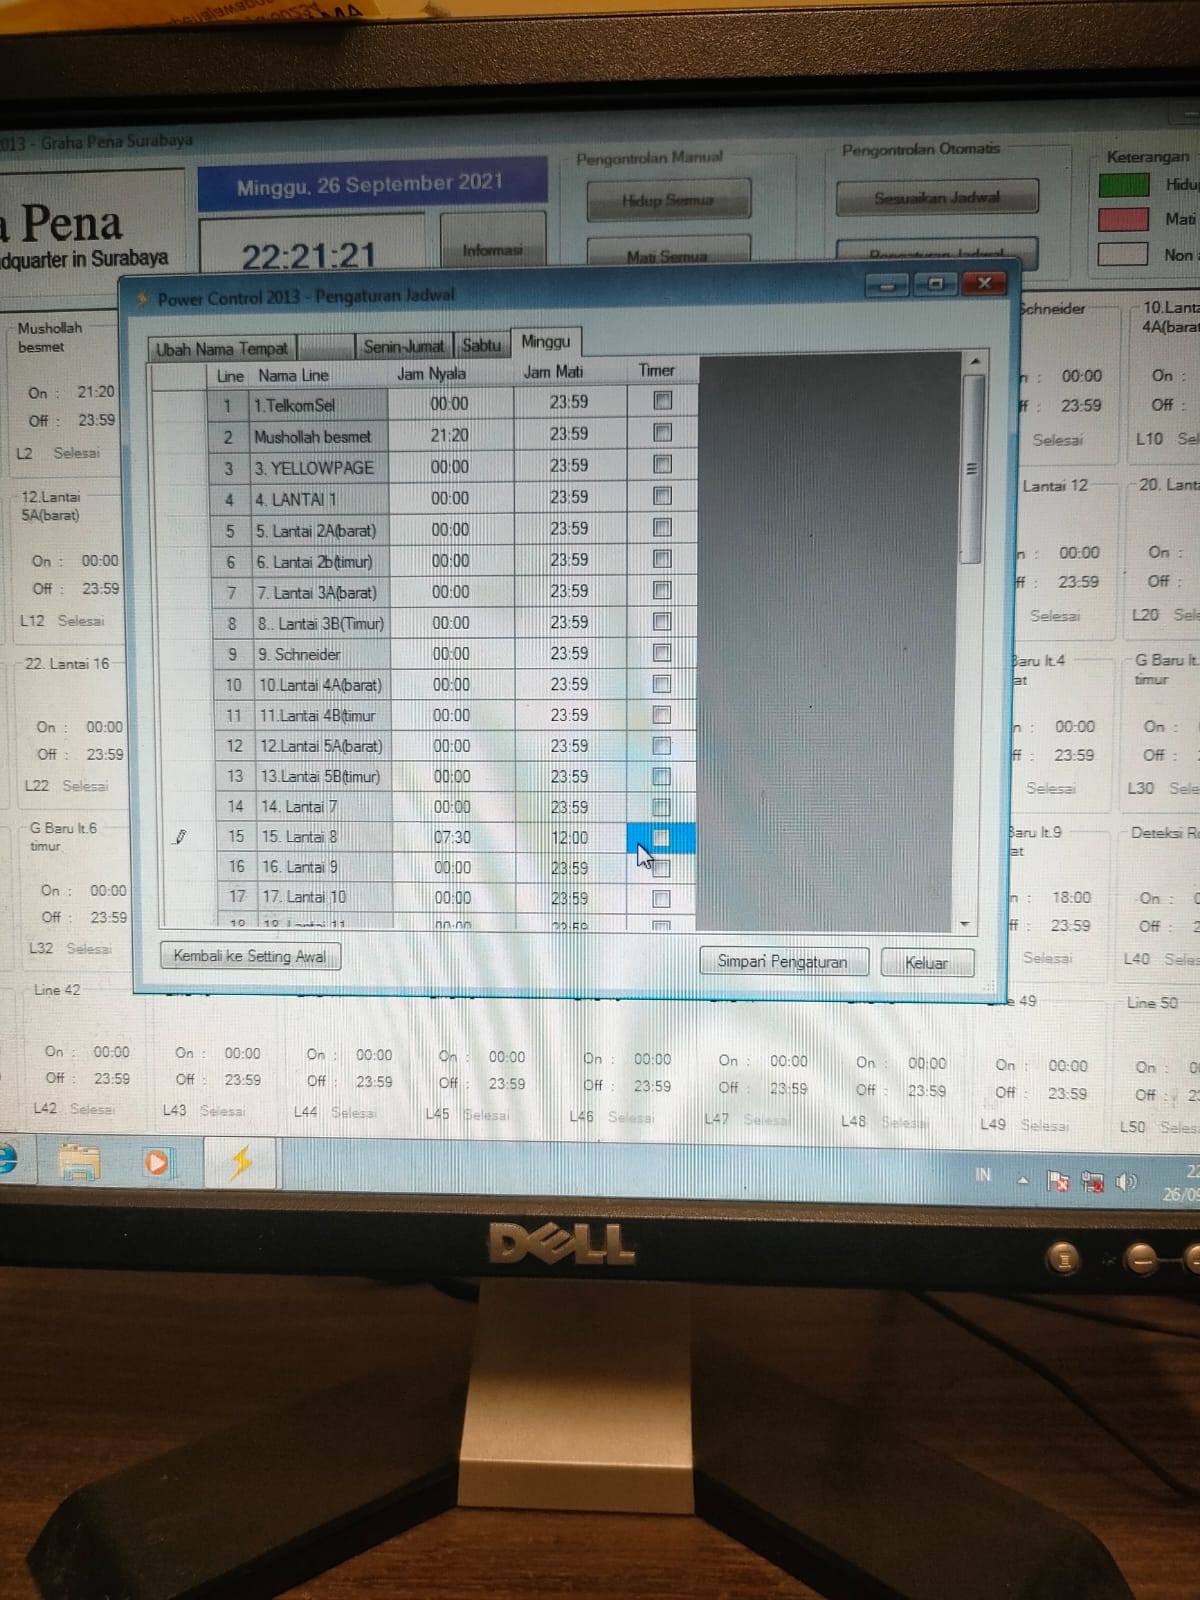 2013 - Graha Pena Surabaya
a Pena
dquarter in Surabaya
Minggu, 26 September 2021
22:21:21
Informasi
Pengontrolan Manual
Hidup Semua
Mati Semua
Pengontrolan Otomatis
Sesuaikan Jadwal
Pengaturan Jadwal
Keterangan
Hidup
Mati
Non
Power Control 2013 - Pengaturan Jadwal
Ubah Nama Tempat Senin-Jumat Sabtu Minggu
Line Nama Line Jam Nyala Jam Mati Timer
1 1.TelkomSel 00:00 23:59
2 Mushollah besmet 21:20 23:59
3 3. YELLOWPAGE 00:00 23:59
4 4. LANTAI 1 00:00 23:59
5 5. Lantai 2A(barat) 00:00 23:59
6 6. Lantai 2b(timur) 00:00 23:59
7 7. Lantai 3A(barat) 00:00 23:59
8 8.. Lantai 3B(Timur) 00:00 23:59
9 9. Schneider 00:00 23:59
10 10.Lantai 4A(barat) 00:00 23:59
11 11.Lantai 4B(timur 00:00 23:59
12 12.Lantai 5A(barat) 00:00 23:59
13 13.Lantai 5B(timur) 00:00 23:59
14 14. Lantai 7 00:00 23:59
15 15. Lantai 8 07:30 12:00
16 16. Lantai 9 00:00 23:59
17 17. Lantai 10 00:00 23:59
Kembali ke Setting Awal
Simpan Pengaturan
Keluar
Mushollah
besmet
On : 21:20
Off : 23:59
L2 Selesai
12.Lantai
5A(barat)
On : 00:00
Off : 23:59
L12 Selesai
22. Lantai 16
On : 00:00
Off : 23:59
L22 Selesai
G Baru lt.6
timur
On : 00:00
Off : 23:59
L32 Selesai
Schneider
00:00
23:59
Selesai
10.Lanta
4A(barat
On :
Off :
L10 Sel
Lantai 12
00:00
23:59
Selesai
20. Lanta
On :
Off :
L20 Sele
Baru lt.4
at
00:00
23:59
Selesai
G Baru lt.
timur
On :
Off :
L30 Sele
Baru lt.9
at
18:00
23:59
Selesai
Deteksi Ro
On :
Off :
L40 Seles
Line 42
On : 00:00
Off : 23:59
L42 Selesai
On : 00:00
Off : 23:59
L43 Selesai
On : 00:00
Off : 23:59
L44 Selesai
On : 00:00
Off : 23:59
L45 Selesai
On : 00:00
Off : 23:59
L46 Selesai
On : 00:00
Off : 23:59
L47 Selesai
On : 00:00
Off : 23:59
L48 Selesai
e 49
On : 00:00
Off : 23:59
L49 Selesai
Line 50
On :
Off :
L50 Selesa
IN
22
26/09
DELL